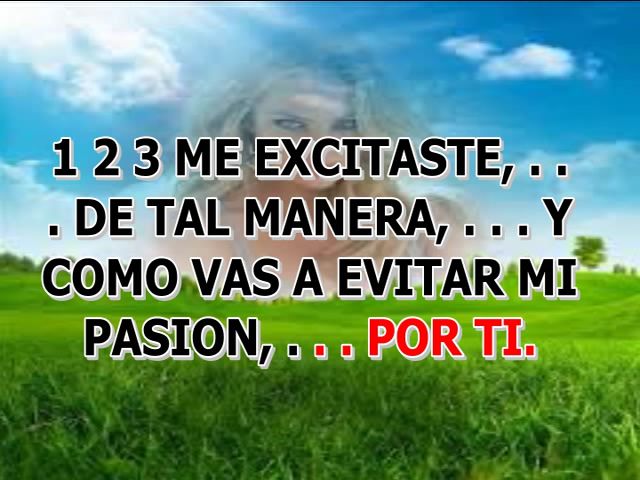 1 2 3 ME EXCITASTE, . .
. DE TAL MANERA, . . . Y
COMO VAS A EVITAR MI
PASION, . . . POR TI.